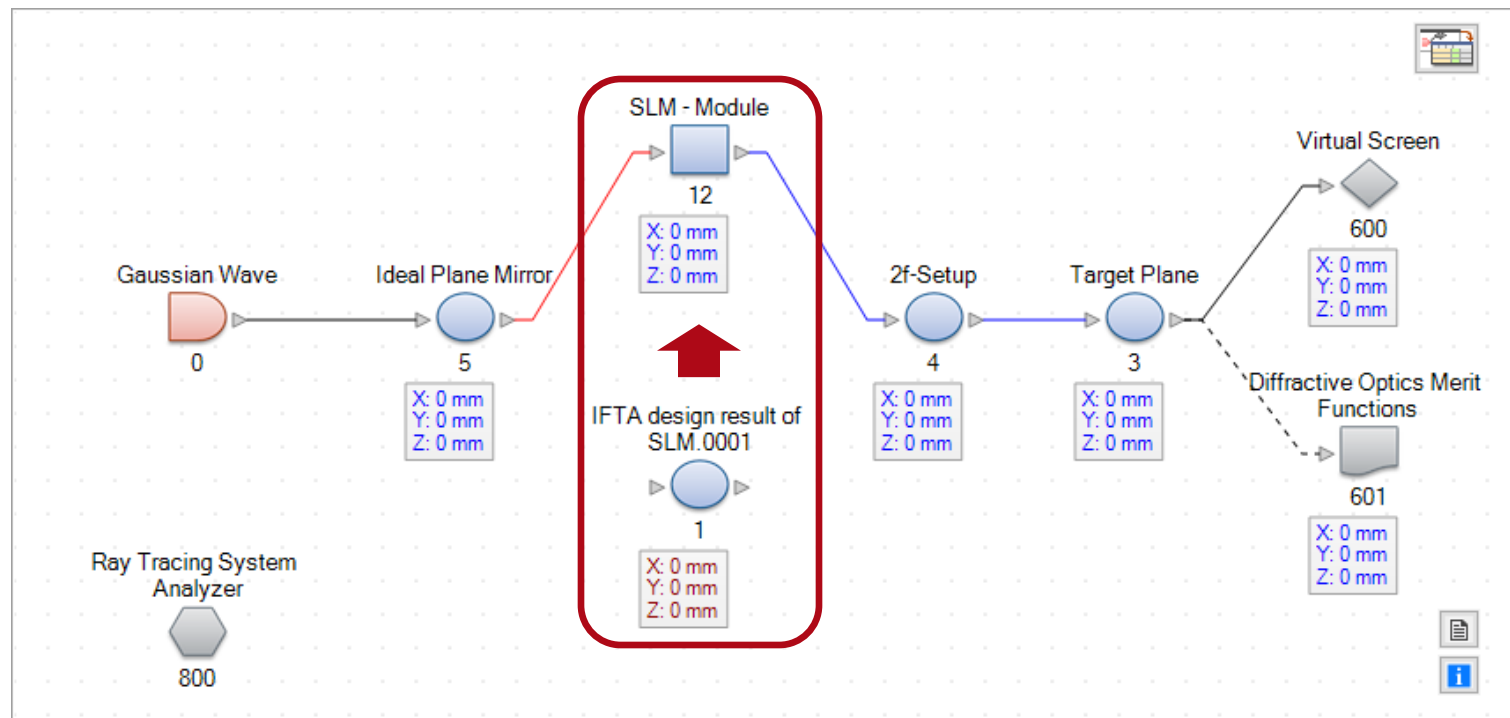 SLM - Module
12
X: 0 mm
Y: 0 mm
Z: 0 mm
Gaussian Wave
0
Ideal Plane Mirror
5
X: 0 mm
Y: 0 mm
Z: 0 mm
IFTA design result of
SLM.0001
1
X: 0 mm
Y: 0 mm
Z: 0 mm
2f-Setup
4
X: 0 mm
Y: 0 mm
Z: 0 mm
Target Plane
3
X: 0 mm
Y: 0 mm
Z: 0 mm
Virtual Screen
600
X: 0 mm
Y: 0 mm
Z: 0 mm
Diffractive Optics Merit
Functions
601
X: 0 mm
Y: 0 mm
Z: 0 mm
Ray Tracing System
Analyzer
800
i